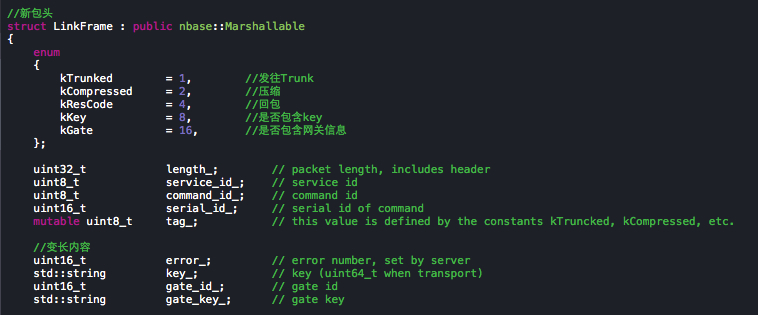 //新包头
struct LinkFrame : public nbase::Marshallable
{
enum
{
kTrunked = 1, //发往Trunk
kCompressed = 2, //压缩
kResCode = 4, //回包
kKey = 8, //是否包含key
kGate = 16, //是否包含网关信息
};
uint32_t length_; // packet length, includes header
uint8_t service_id_; // service id
uint8_t command_id_; // command id
uint16_t serial_id_; // serial id of command
mutable uint8_t tag_; // this value is defined by the constants kTruncked, kCompressed, etc.
//变长内容
uint16_t error_; // error number, set by server
std::string key_; // key (uint64_t when transport)
uint16_t gate_id_; // gate id
std::string gate_key_; // gate key